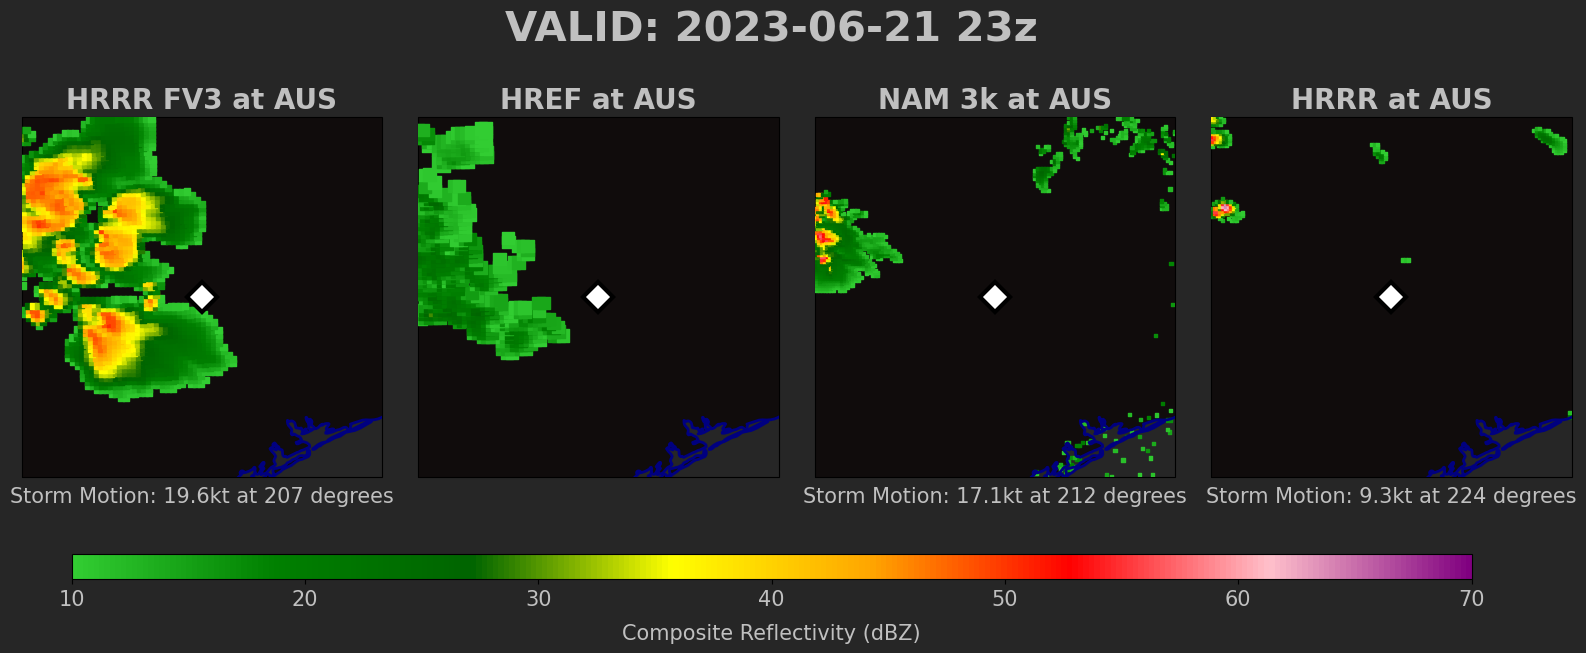 VALID: 2023-06-21 23z
HRRR FV3 at AUS
HREF at AUS
NAM 3k at AUS
HRRR at AUS
Storm Motion: 19.6kt at 207 degrees
Storm Motion: 17.1kt at 212 degrees
Storm Motion: 9.3kt at 224 degrees
10 20 30 40 50 60 70
Composite Reflectivity (dBZ)